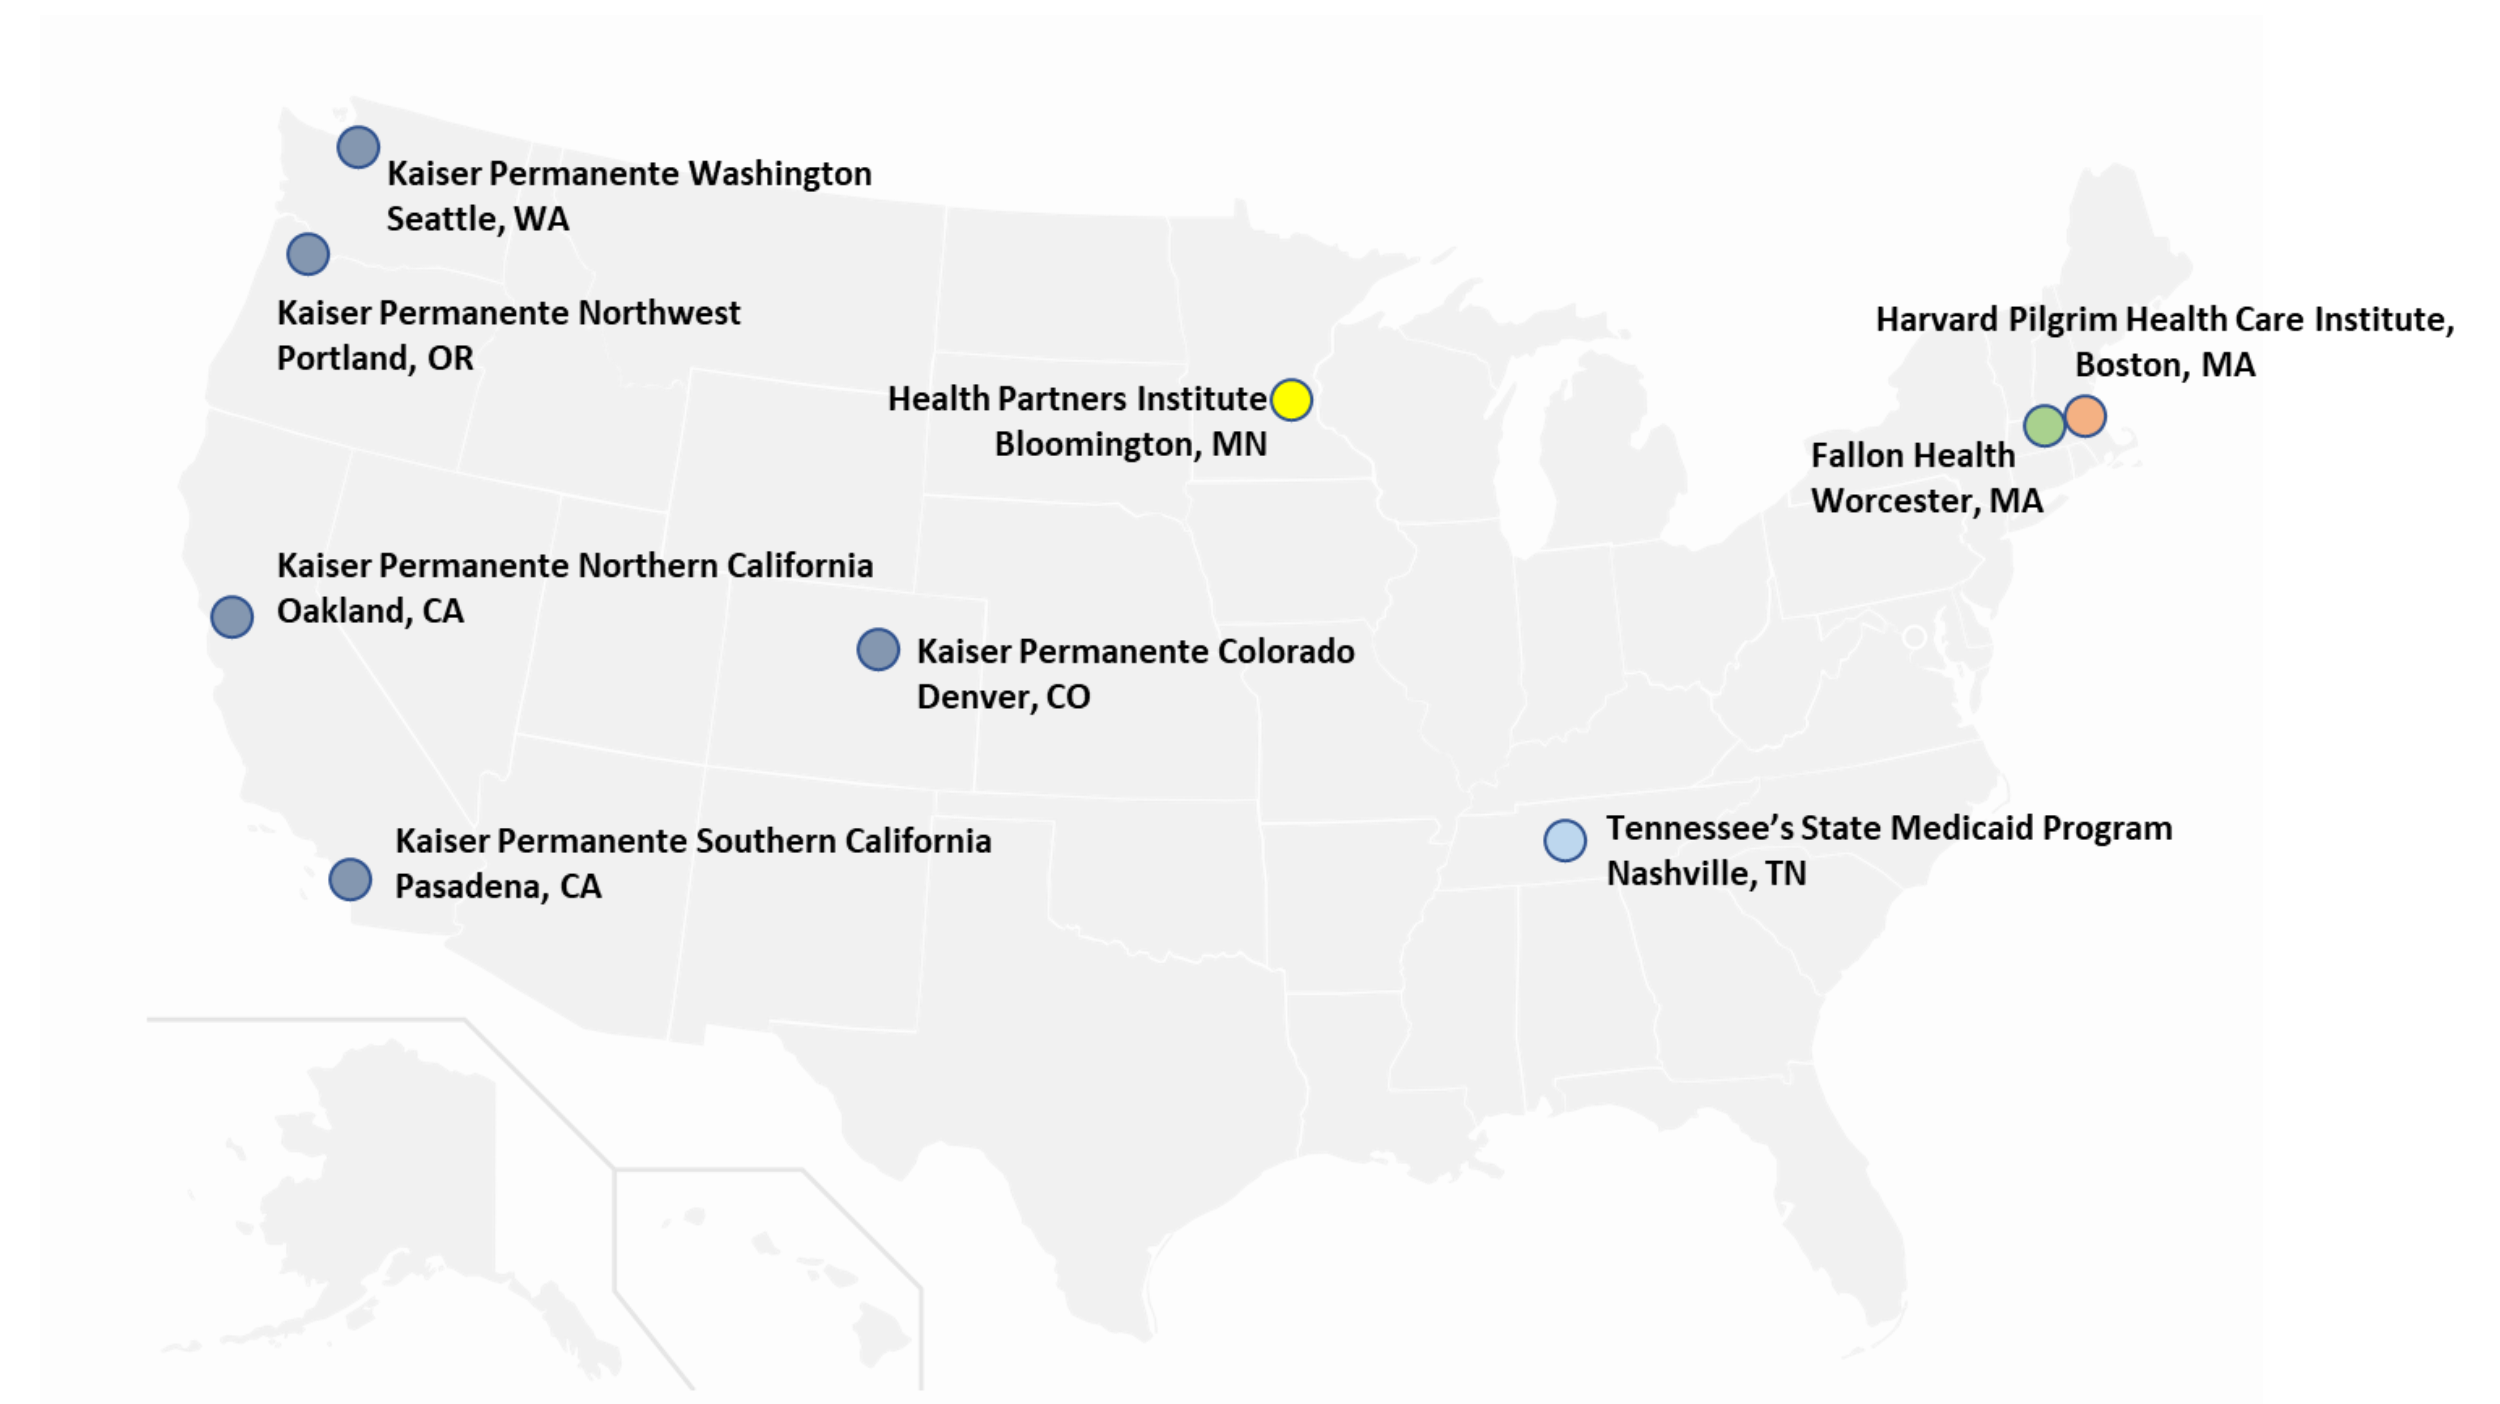 Kaiser Permanente Washington
Seattle, WA
Kaiser Permanente Northwest
Portland, OR
Harvard Pilgrim Health Care Institute,
Boston, MA
Health Partners Institute
Bloomington, MN
Fallon Health
Worcester, MA
Kaiser Permanente Northern California
Oakland, CA
Kaiser Permanente Colorado
Denver, CO
Kaiser Permanente Southern California
Pasadena, CA
Tennessee’s State Medicaid Program
Nashville, TN